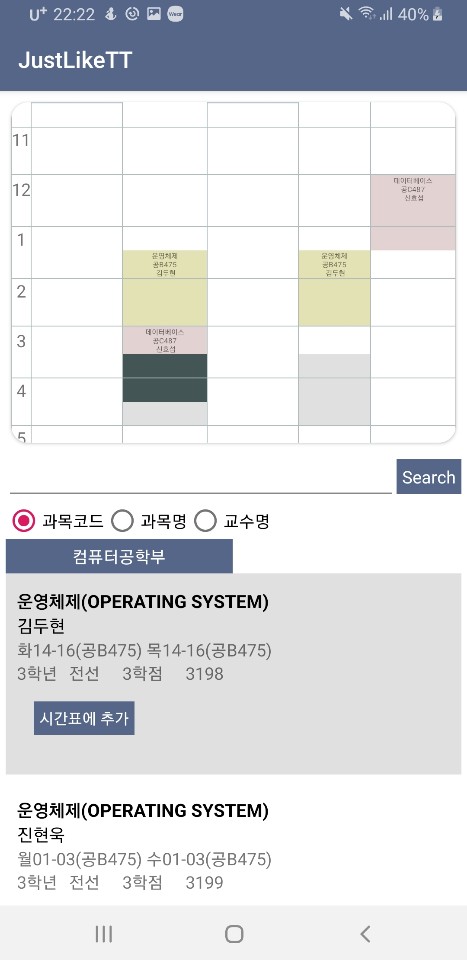 U+ 22:22 Wear 40%
JustLikeTT
11
12
데이터베이스
공C487
신효섭
1
운영체제
공B475
김두현
운영체제
공B475
김두현
2
3
데이터베이스
공C487
신효섭
4
5
Search
과목코드 과목명 교수명
컴퓨터공학부
운영체제(OPERATING SYSTEM)
김두현
화14-16(공B475) 목14-16(공B475)
3학년 전선 3학점 3198
시간표에 추가
운영체제(OPERATING SYSTEM)
진현욱
월01-03(공B475) 수01-03(공B475)
3학년 전선 3학점 3199